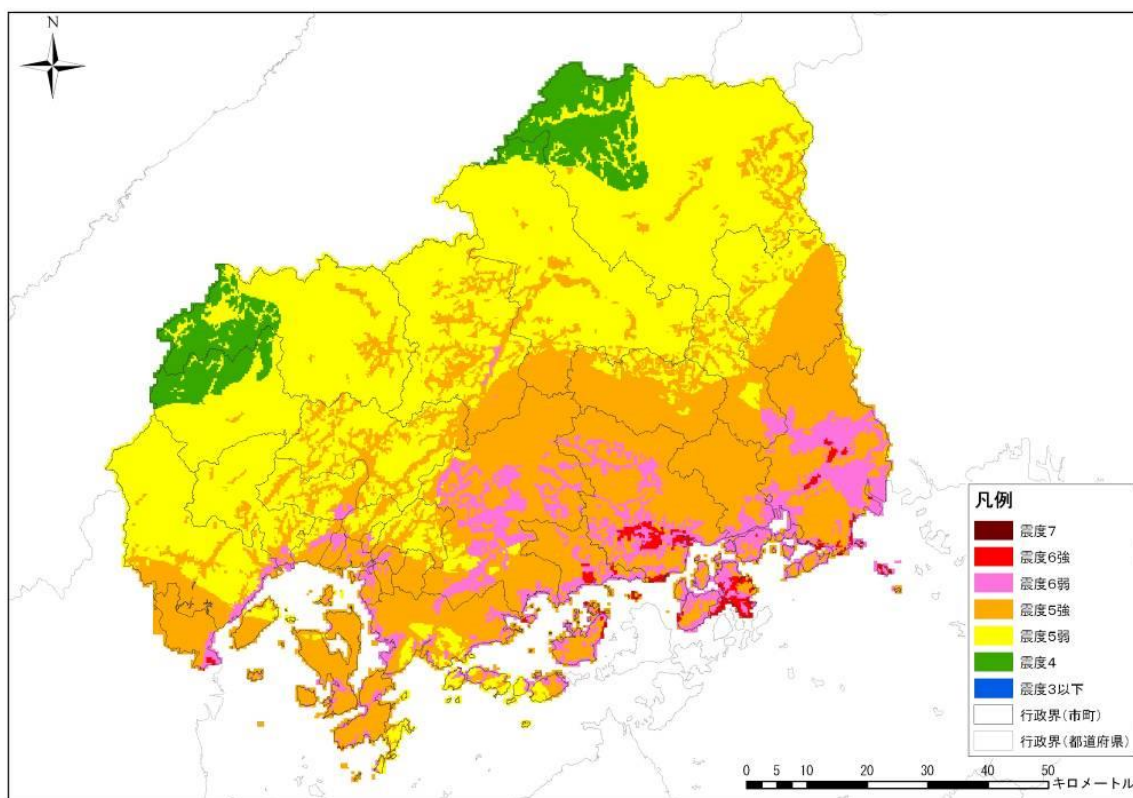 N
凡例
震度7
震度6強
震度6弱
震度5強
震度5弱
震度4
震度3以下
行政界(市町)
行政界(都道府県)
0 5 10 20 30 40 50
キロメートル